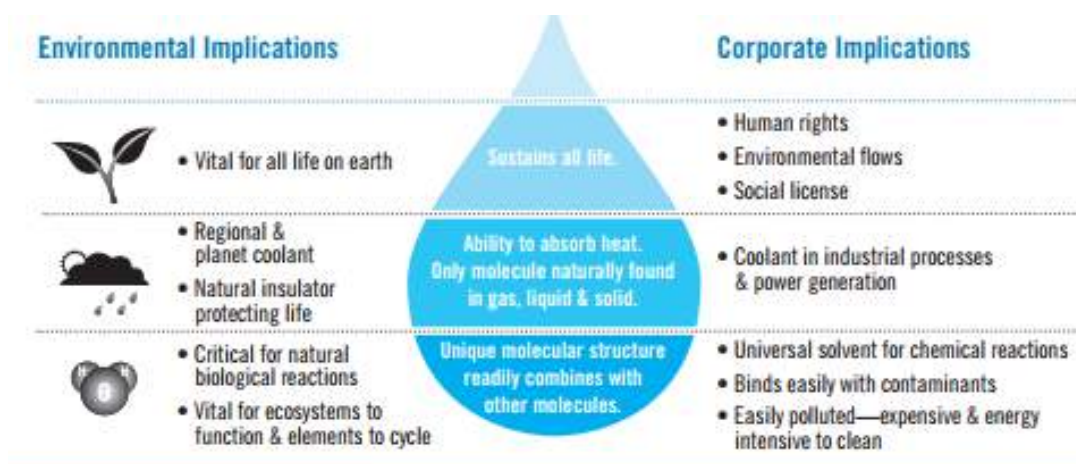 Environmental Implications
Corporate Implications
• Vital for all life on earth
Sustains all life.
• Human rights
• Environmental flows
• Social license
• Regional &
planet coolant
• Natural insulator
protecting life
Ability to absorb heat.
Only molecule naturally found
in gas, liquid & solid.
• Coolant in industrial processes
& power generation
H
H
O
• Critical for natural
biological reactions
• Vital for ecosystems to
function & elements to cycle
Unique molecular structure
readily combines with
other molecules.
• Universal solvent for chemical reactions
• Binds easily with contaminants
• Easily polluted—expensive & energy
intensive to clean